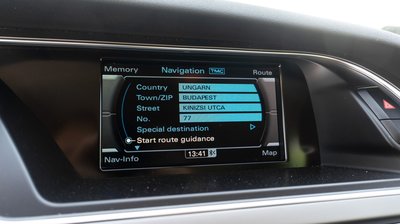 Memory Navigation TMC Route
Country UNGARN
Town/ZIP BUDAPEST
Street KINIZSI UTCA
No. 77
Special destination
Start route guidance
Nav-Info 13:41 Map